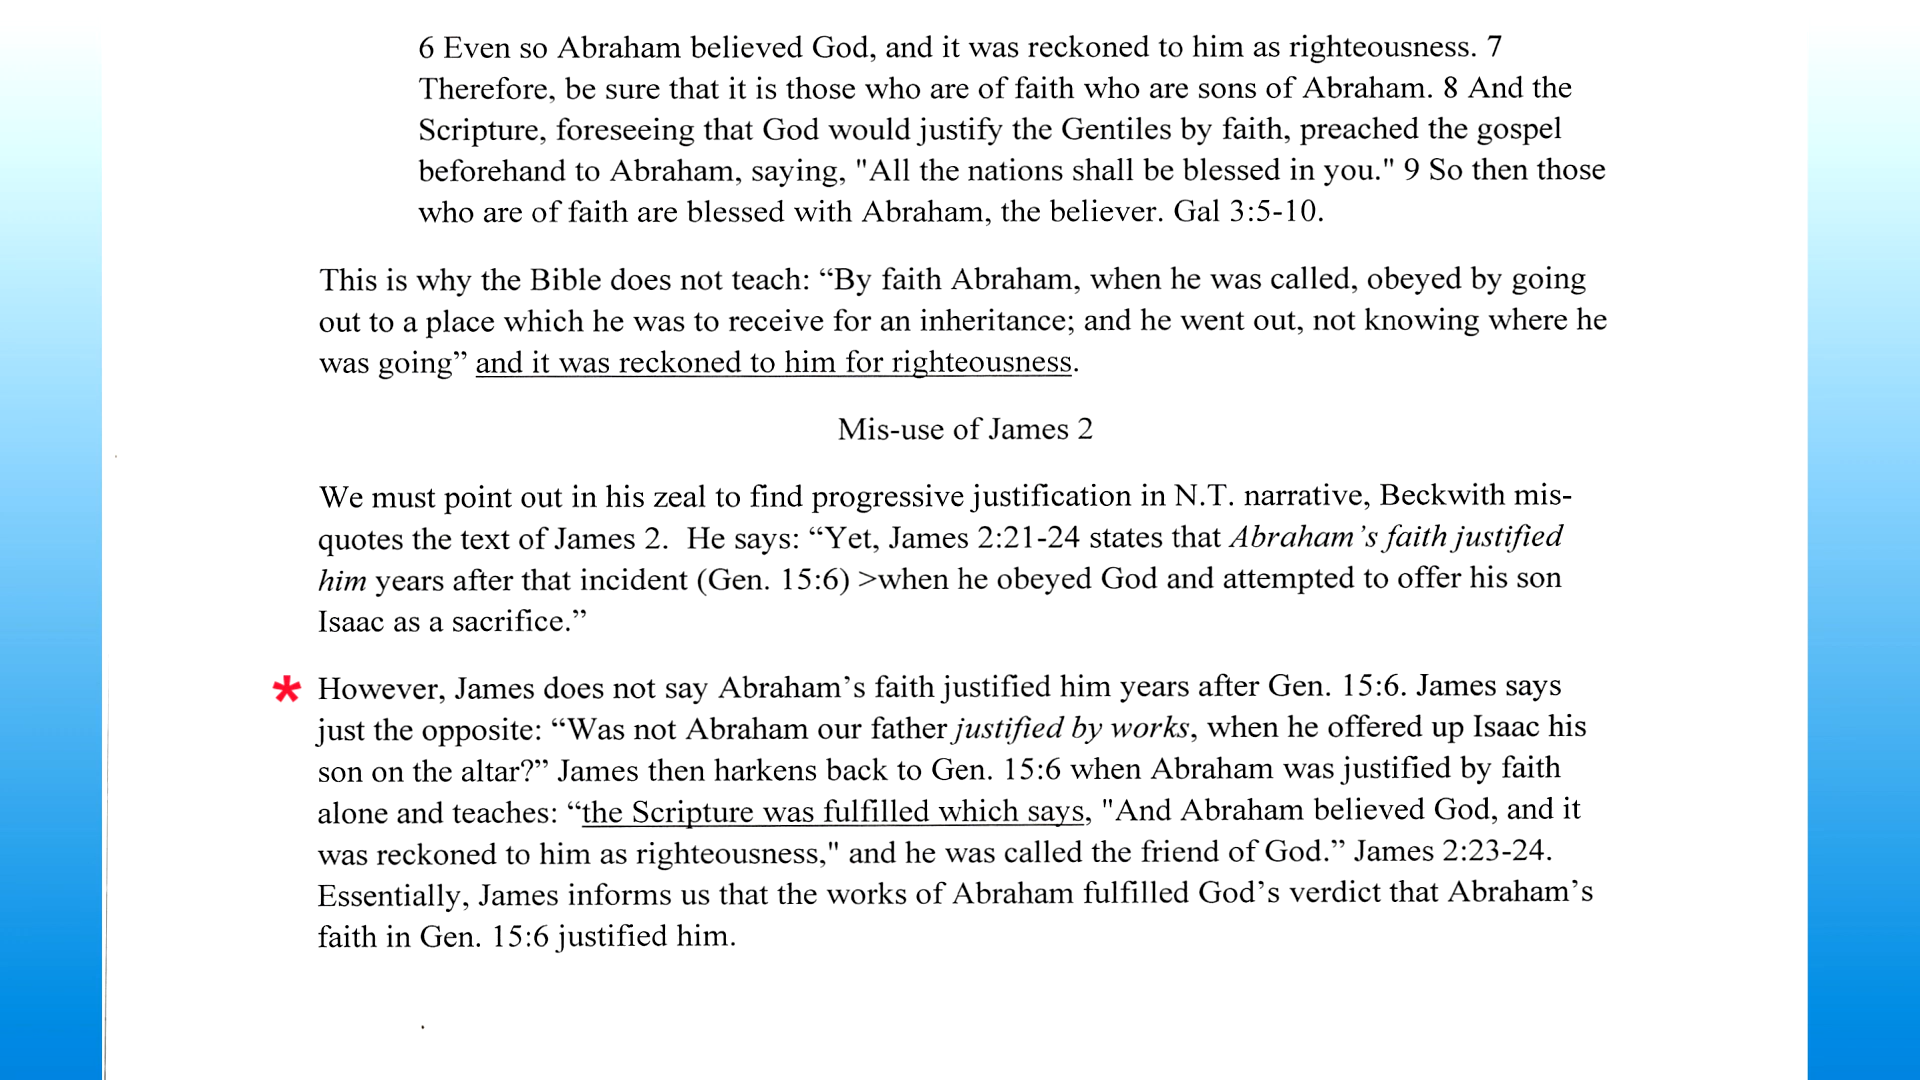 6 Even so Abraham believed God, and it was reckoned to him as righteousness. 7
Therefore, be sure that it is those who are of faith who are sons of Abraham. 8 And the
Scripture, foreseeing that God would justify the Gentiles by faith, preached the gospel
beforehand to Abraham, saying, "All the nations shall be blessed in you." 9 So then those
who are of faith are blessed with Abraham, the believer. Gal 3:5-10.
This is why the Bible does not teach: “By faith Abraham, when he was called, obeyed by going
out to a place which he was to receive for an inheritance; and he went out, not knowing where he
was going” and it was reckoned to him for righteousness.
Mis-use of James 2
We must point out in his zeal to find progressive justification in N.T. narrative, Beckwith mis-
quotes the text of James 2. He says: “Yet, James 2:21-24 states that Abraham’s faith justified
him years after that incident (Gen. 15:6) >when he obeyed God and attempted to offer his son
Isaac as a sacrifice.”
* However, James does not say Abraham’s faith justified him years after Gen. 15:6. James says
just the opposite: “Was not Abraham our father justified by works, when he offered up Isaac his
son on the altar?” James then harkens back to Gen. 15:6 when Abraham was justified by faith
alone and teaches: “the Scripture was fulfilled which says, "And Abraham believed God, and it
was reckoned to him as righteousness," and he was called the friend of God.” James 2:23-24.
Essentially, James informs us that the works of Abraham fulfilled God’s verdict that Abraham’s
faith in Gen. 15:6 justified him.